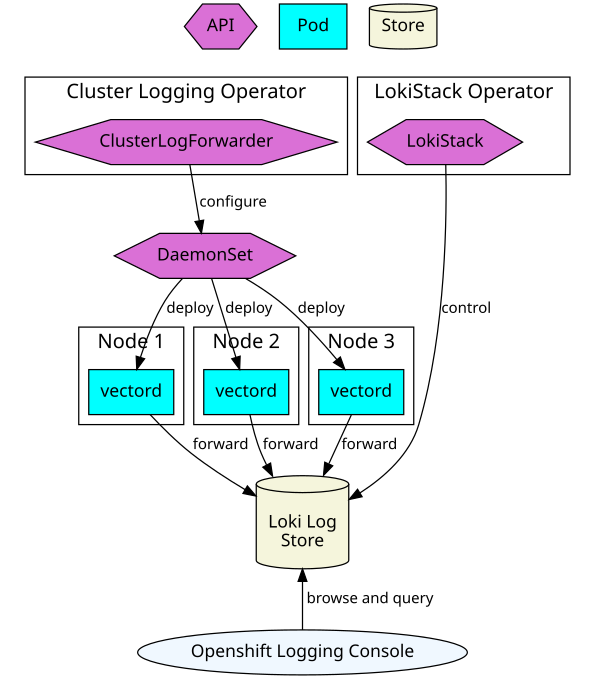 API
Pod
Store
Cluster Logging Operator
LokiStack Operator
ClusterLogForwarder
LokiStack
configure
DaemonSet
deploy
deploy
deploy
control
Node 1
Node 2
Node 3
vectord
vectord
vectord
forward
forward
forward
Loki Log
Store
browse and query
Openshift Logging Console